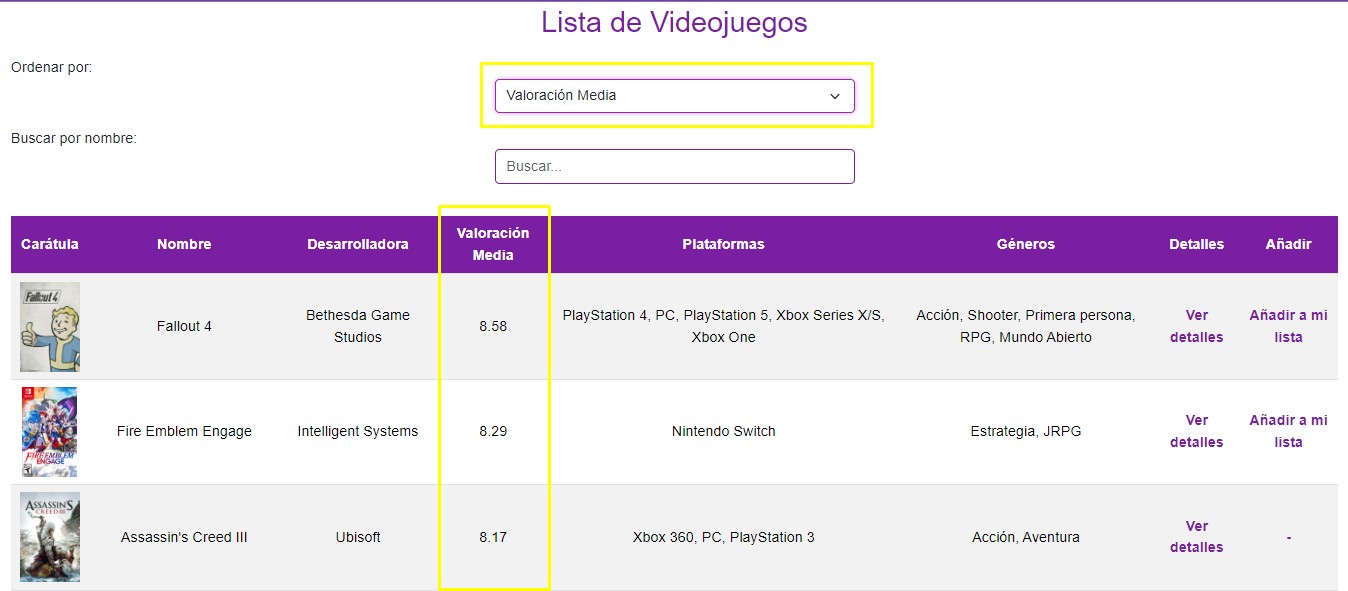 Lista de Videojuegos
Ordenar por:
Valoración Media
Buscar por nombre:
Buscar...
Carátula Nombre Desarrolladora Valoración Media Plataformas Géneros Detalles Añadir
Fallout 4
Fallout 4
Bethesda Game
Studios
8.58
PlayStation 4, PC, PlayStation 5, Xbox Series X/S,
Xbox One
Acción, Shooter, Primera persona,
RPG, Mundo Abierto
Ver
detalles
Añadir a mi
lista
FIRE EMBLEM
ENGAGE
Fire Emblem Engage
Intelligent Systems
8.29
Nintendo Switch
Estrategia, JRPG
Ver
detalles
Añadir a mi
lista
ASSASSIN'S
CREED III
Assassin's Creed III
Ubisoft
8.17
Xbox 360, PC, PlayStation 3
Acción, Aventura
Ver
detalles
-